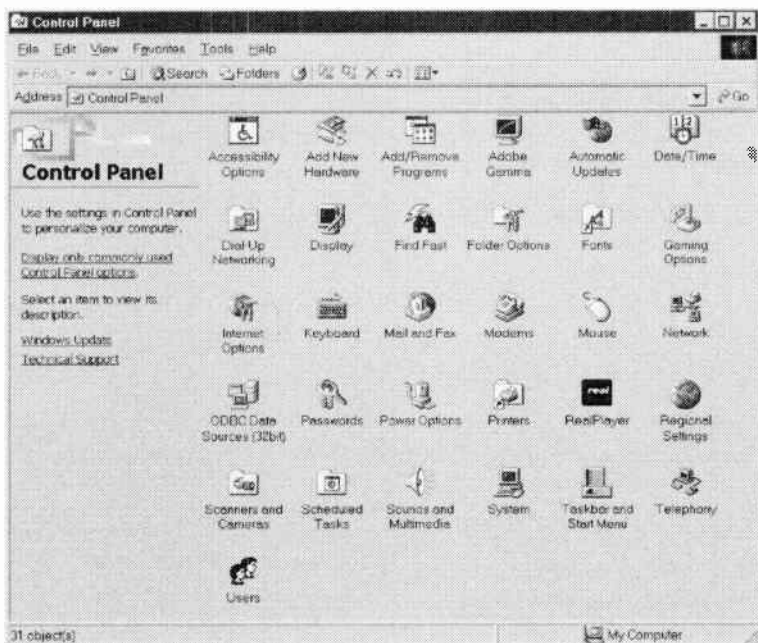 Control Panel
File Edit View Favorites Tools Help
Back Search Folders
Address Control Panel Go
Control Panel
Use the settings in Control Panel
to personalize your computer.
Display only commonly used
Control Panel options.
Select an item to view its
description.
Windows Update
Technical Support
Accessibility
Options
Add New
Hardware
Add/Remove
Programs
Adobe
Gamma
Automatic
Updates
Date/Time
Dial-Up
Networking
Display
Find Fast
Folder Options
Fonts
Gaming
Options
Internet
Options
Keyboard
Mail and Fax
Modems
Mouse
Network
ODBC Data
Sources (32bit)
Passwords
Power Options
Printers
real
RealPlayer
Regional
Settings
Scanners and
Cameras
Scheduled
Tasks
Sounds and
Multimedia
System
Taskbar and
Start Menu
Telephony
Users
31 object(s) My Computer